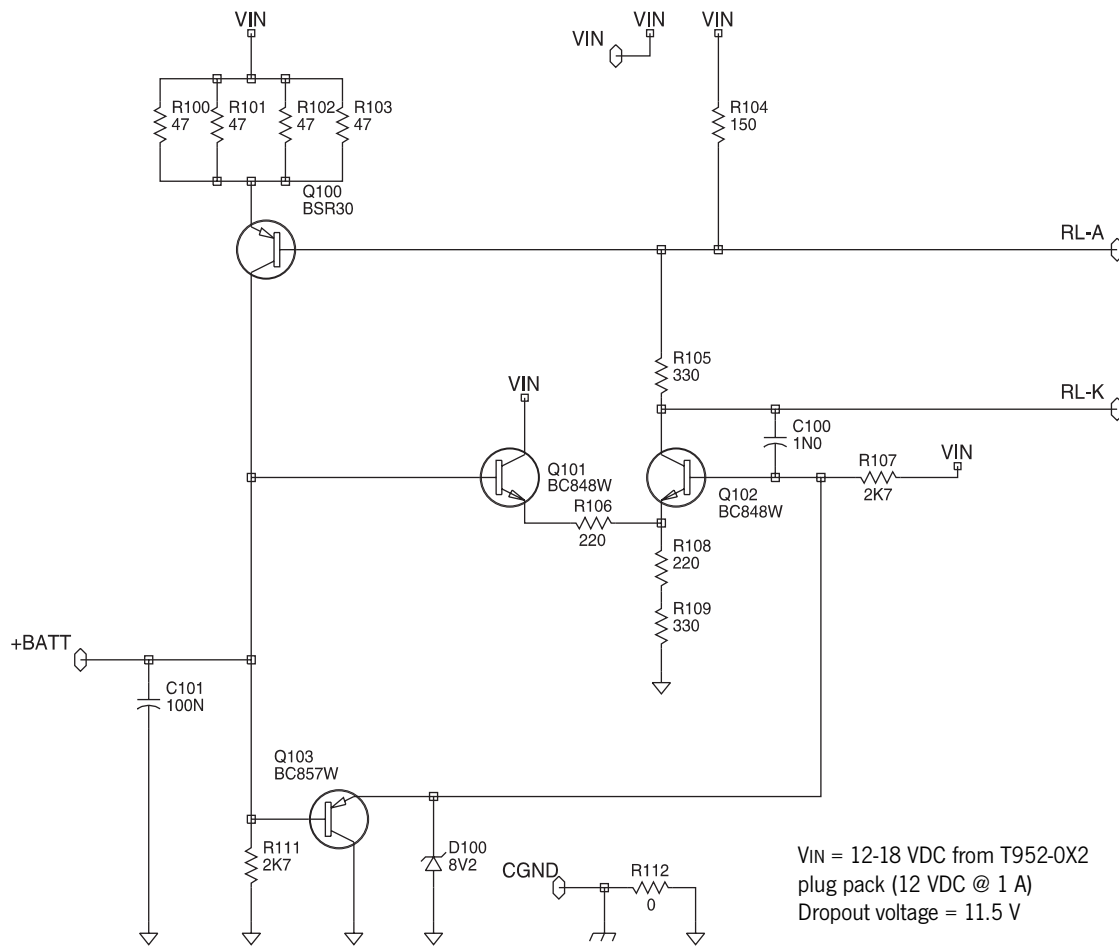 VIN
VIN
VIN
VIN
R100
47
R101
47
R102
47
R103
47
R104
150
Q100
BSR30
RL-A
R105
330
VIN
RL-K
C100
1N0
R107
2K7
VIN
Q101
BC848W
Q102
BC848W
R106
220
R108
220
R109
330
+BATT
C101
100N
Q103
BC857W
R111
2K7
D100
8V2
CGND
R112
0
VIN = 12-18 VDC from T952-0X2
plug pack (12 VDC @ 1 A)
Dropout voltage = 11.5 V